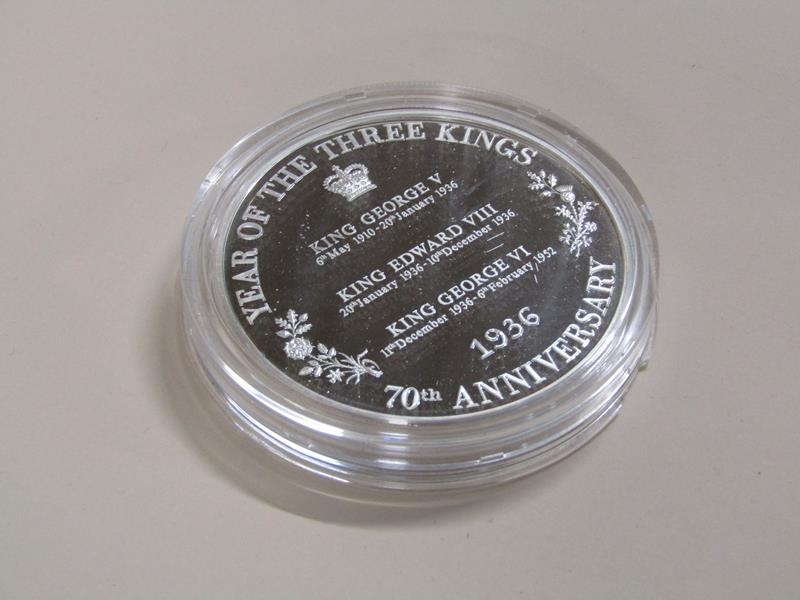 YEAR OF THE THREE KINGS
KING GEORGE V
6th May 1910-20th January 1936
KING EDWARD VIII
20th January 1936-10th December 1936
KING GEORGE VI
11th December 1936-6th February 1952
1936
70th ANNIVERSARY